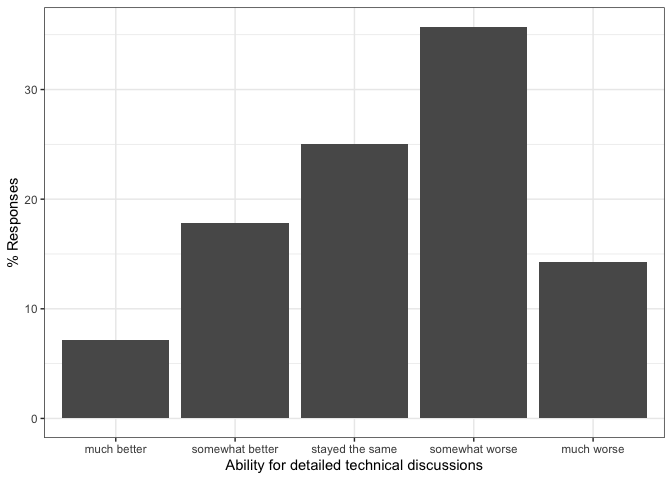 % Responses
30
20
10
0
much better somewhat better stayed the same somewhat worse much worse
Ability for detailed technical discussions